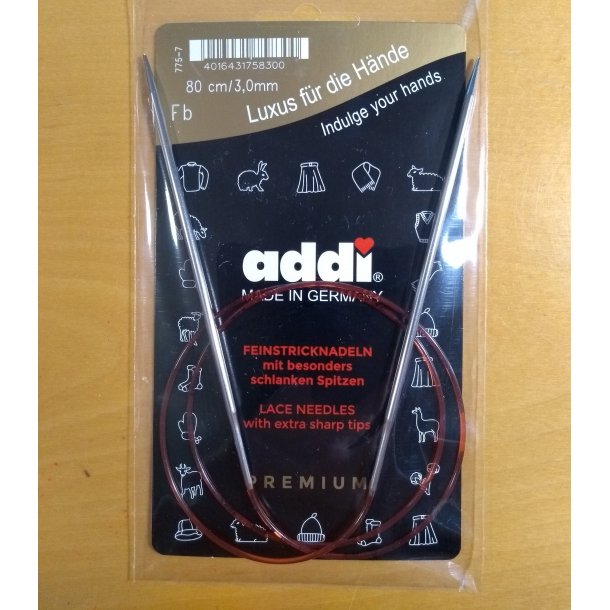 775-7
4016431758300
80 cm/3,0mm
Fb
Luxus für die Hände
Indulge your hands
addi®
MADE IN GERMANY
FEINSTRICKNADELN
mit besonders
schlanken Spitzen
LACE NEEDLES
with extra sharp tips
PREMIUM